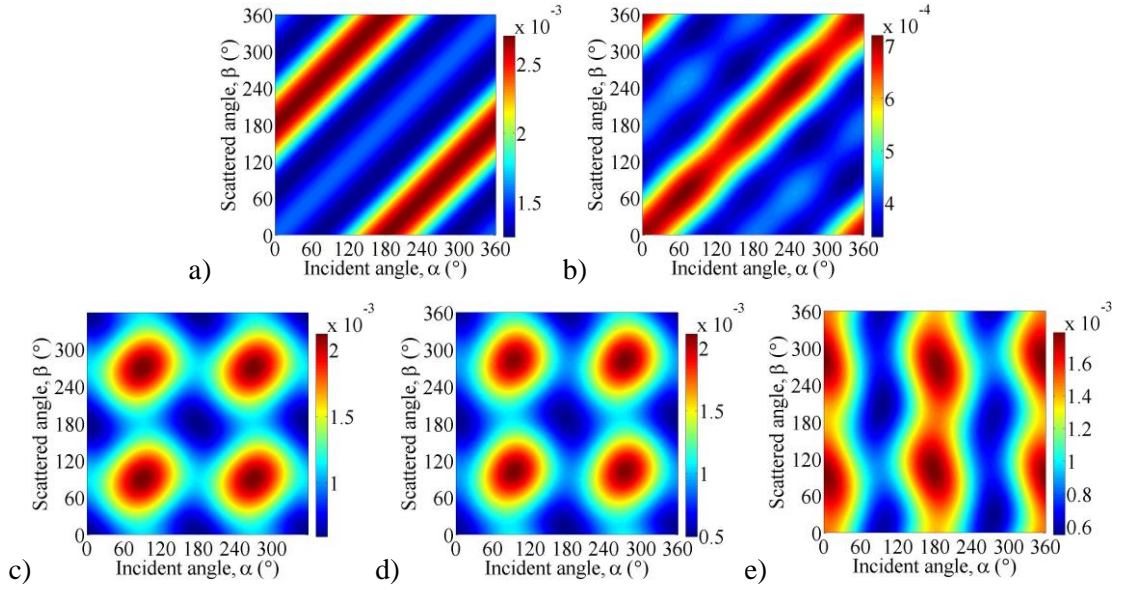 x 10⁻³
360
300
240
180
120
60
0
Scattered angle, β (°)
0 60 120 180 240 300 360
Incident angle, α (°)
2.5
2
1.5
a)
x 10⁻⁴
360
300
240
180
120
60
0
Scattered angle, β (°)
0 60 120 180 240 300 360
Incident angle, α (°)
7
6
5
4
b)
x 10⁻³
300
240
180
120
60
0
Scattered angle, β (°)
0 60 120 180 240 300
Incident angle, α (°)
2
1.5
1
c)
x 10⁻³
360
300
240
180
120
60
0
Scattered angle, β (°)
0 60 120 180 240 300 360
Incident angle, α (°)
2
1.5
1
0.5
d)
x 10⁻³
360
300
240
180
120
60
0
Scattered angle, β (°)
0 60 120 180 240 300 360
Incident angle, α (°)
1.6
1.4
1.2
1
0.8
0.6
e)